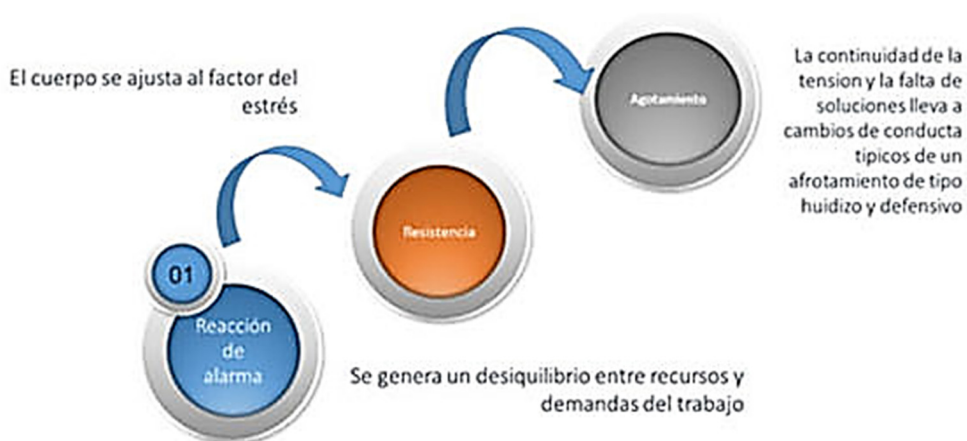 El cuerpo se ajusta al factor del
estrés
01
Reacción
de
alarma
Resistencia
Se genera un desiquilibrio entre recursos y
demandas del trabajo
Agotamiento
La continuidad de la
tension y la falta de
soluciones lleva a
cambios de conducta
tipicos de un
afrotamiento de tipo
huidizo y defensivo